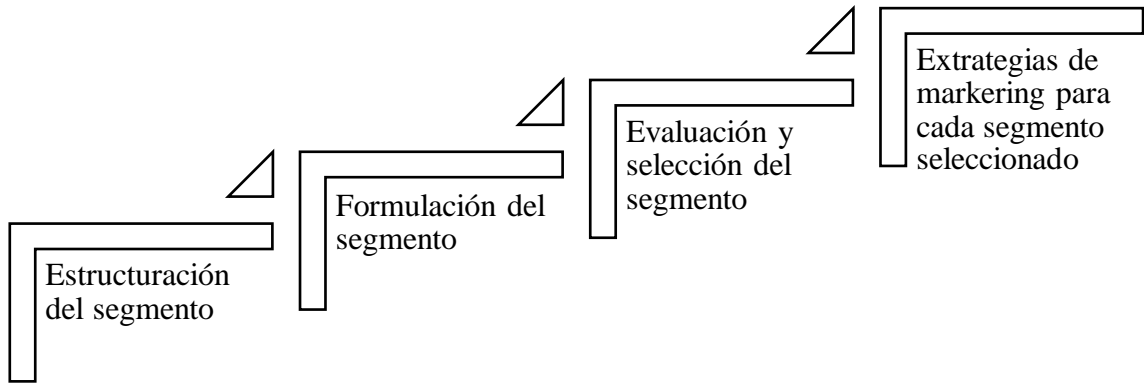 Estructuración
del segmento
Formulación del
segmento
Evaluación y
selección del
segmento
Extrategias de
markering para
cada segmento
seleccionado